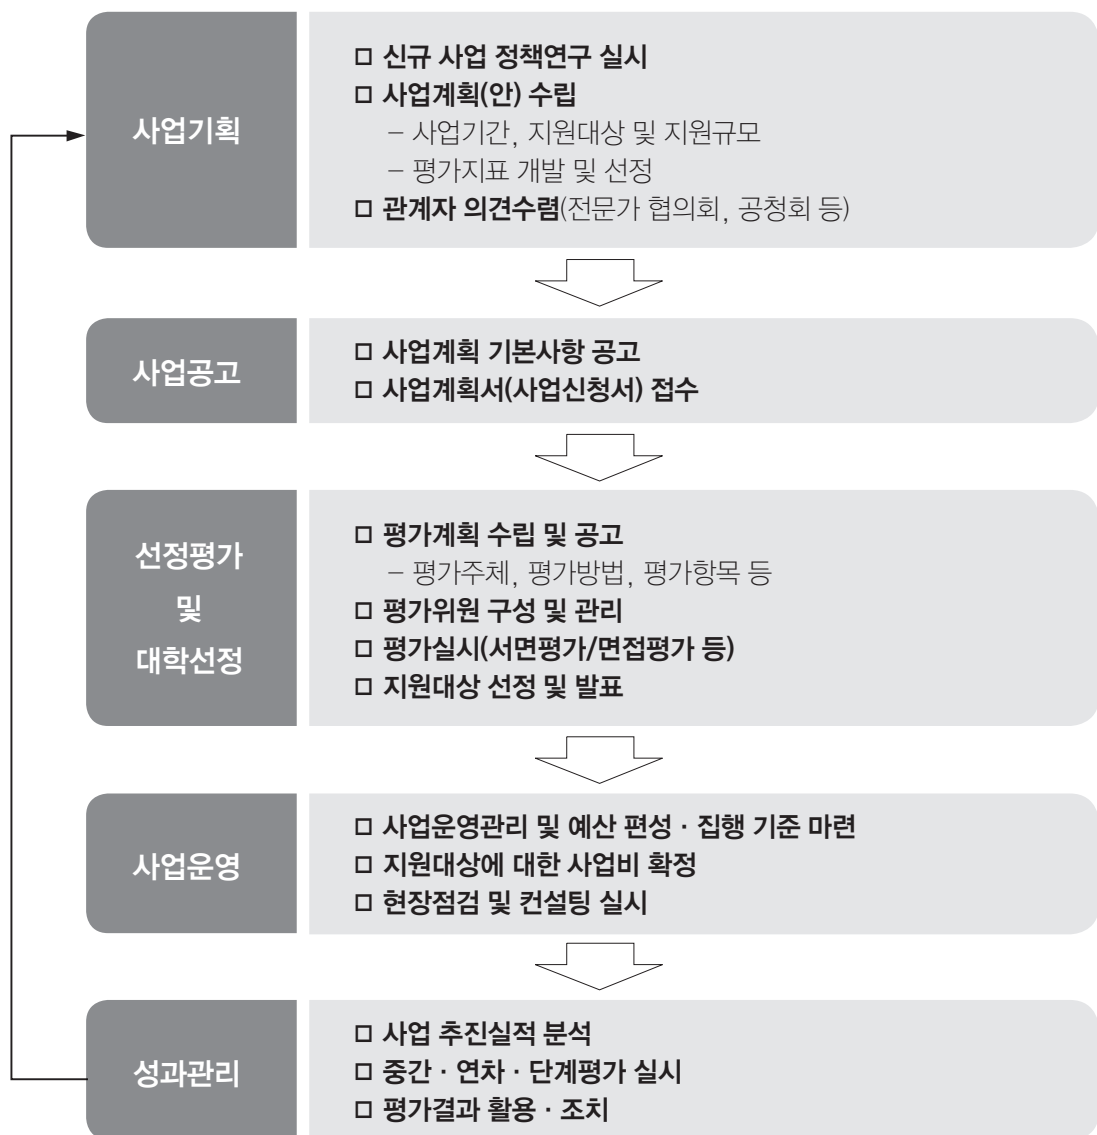 사업기획
□ 신규 사업 정책연구 실시
□ 사업계획(안) 수립
– 사업기간, 지원대상 및 지원규모
– 평가지표 개발 및 선정
□ 관계자 의견수렴(전문가 협의회, 공청회 등)
사업공고
□ 사업계획 기본사항 공고
□ 사업계획서(사업신청서) 접수
선정평가
및
대학선정
□ 평가계획 수립 및 공고
– 평가주체, 평가방법, 평가항목 등
□ 평가위원 구성 및 관리
□ 평가실시(서면평가/면접평가 등)
□ 지원대상 선정 및 발표
사업운영
□ 사업운영관리 및 예산 편성 · 집행 기준 마련
□ 지원대상에 대한 사업비 확정
□ 현장점검 및 컨설팅 실시
성과관리
□ 사업 추진실적 분석
□ 중간 · 연차 · 단계평가 실시
□ 평가결과 활용 · 조치